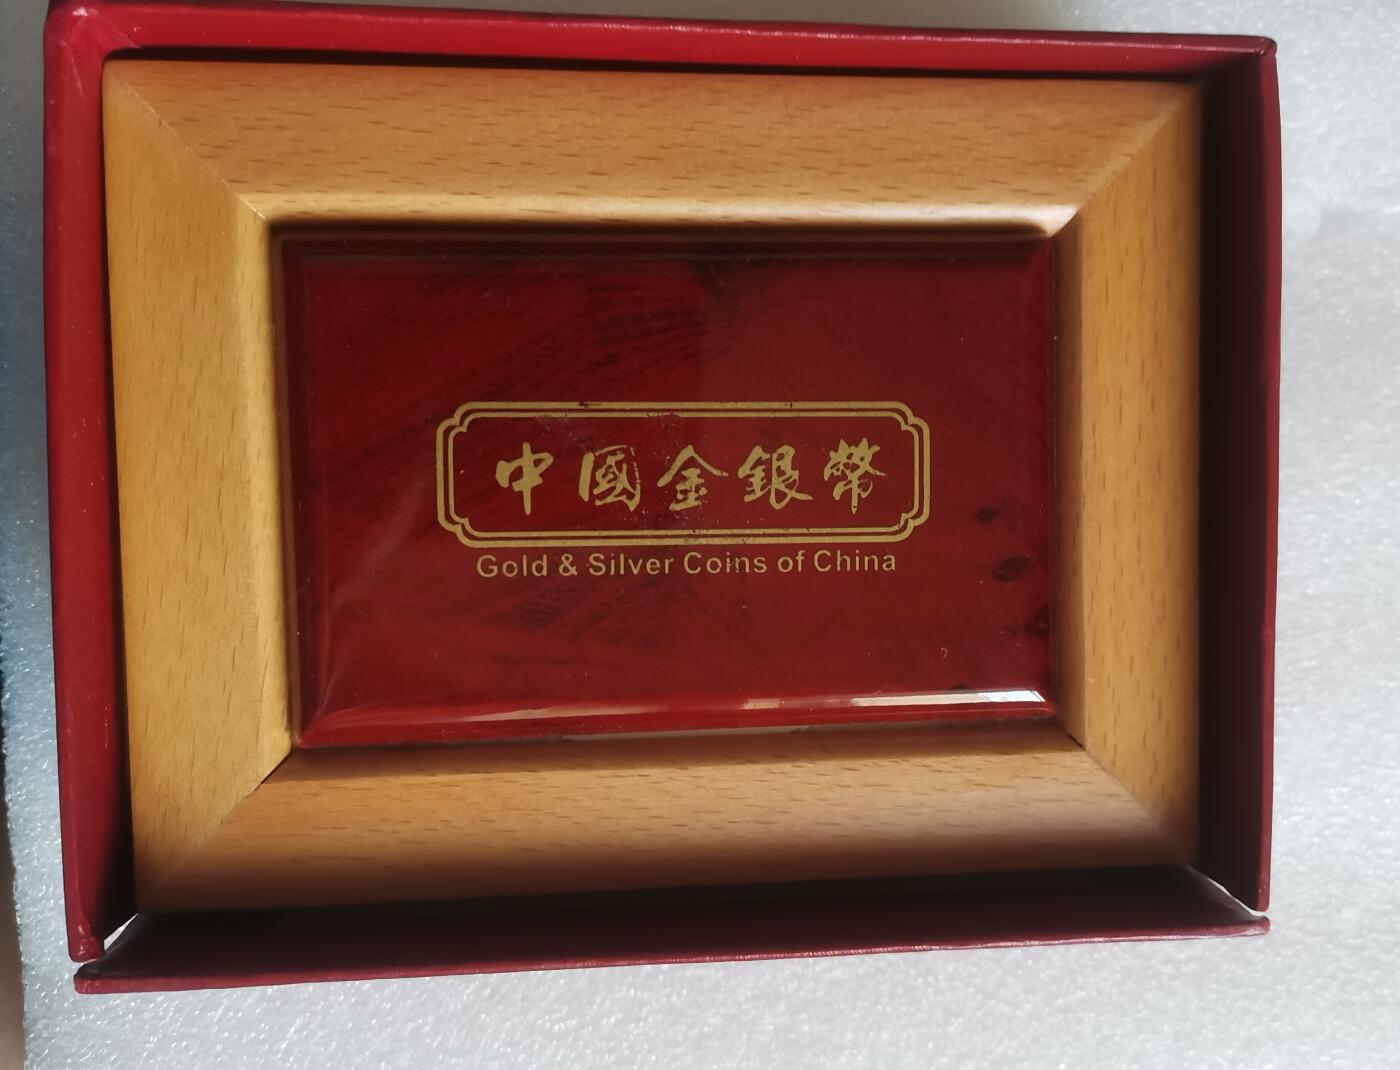 中國金銀幣
Gold & Silver Coins of China